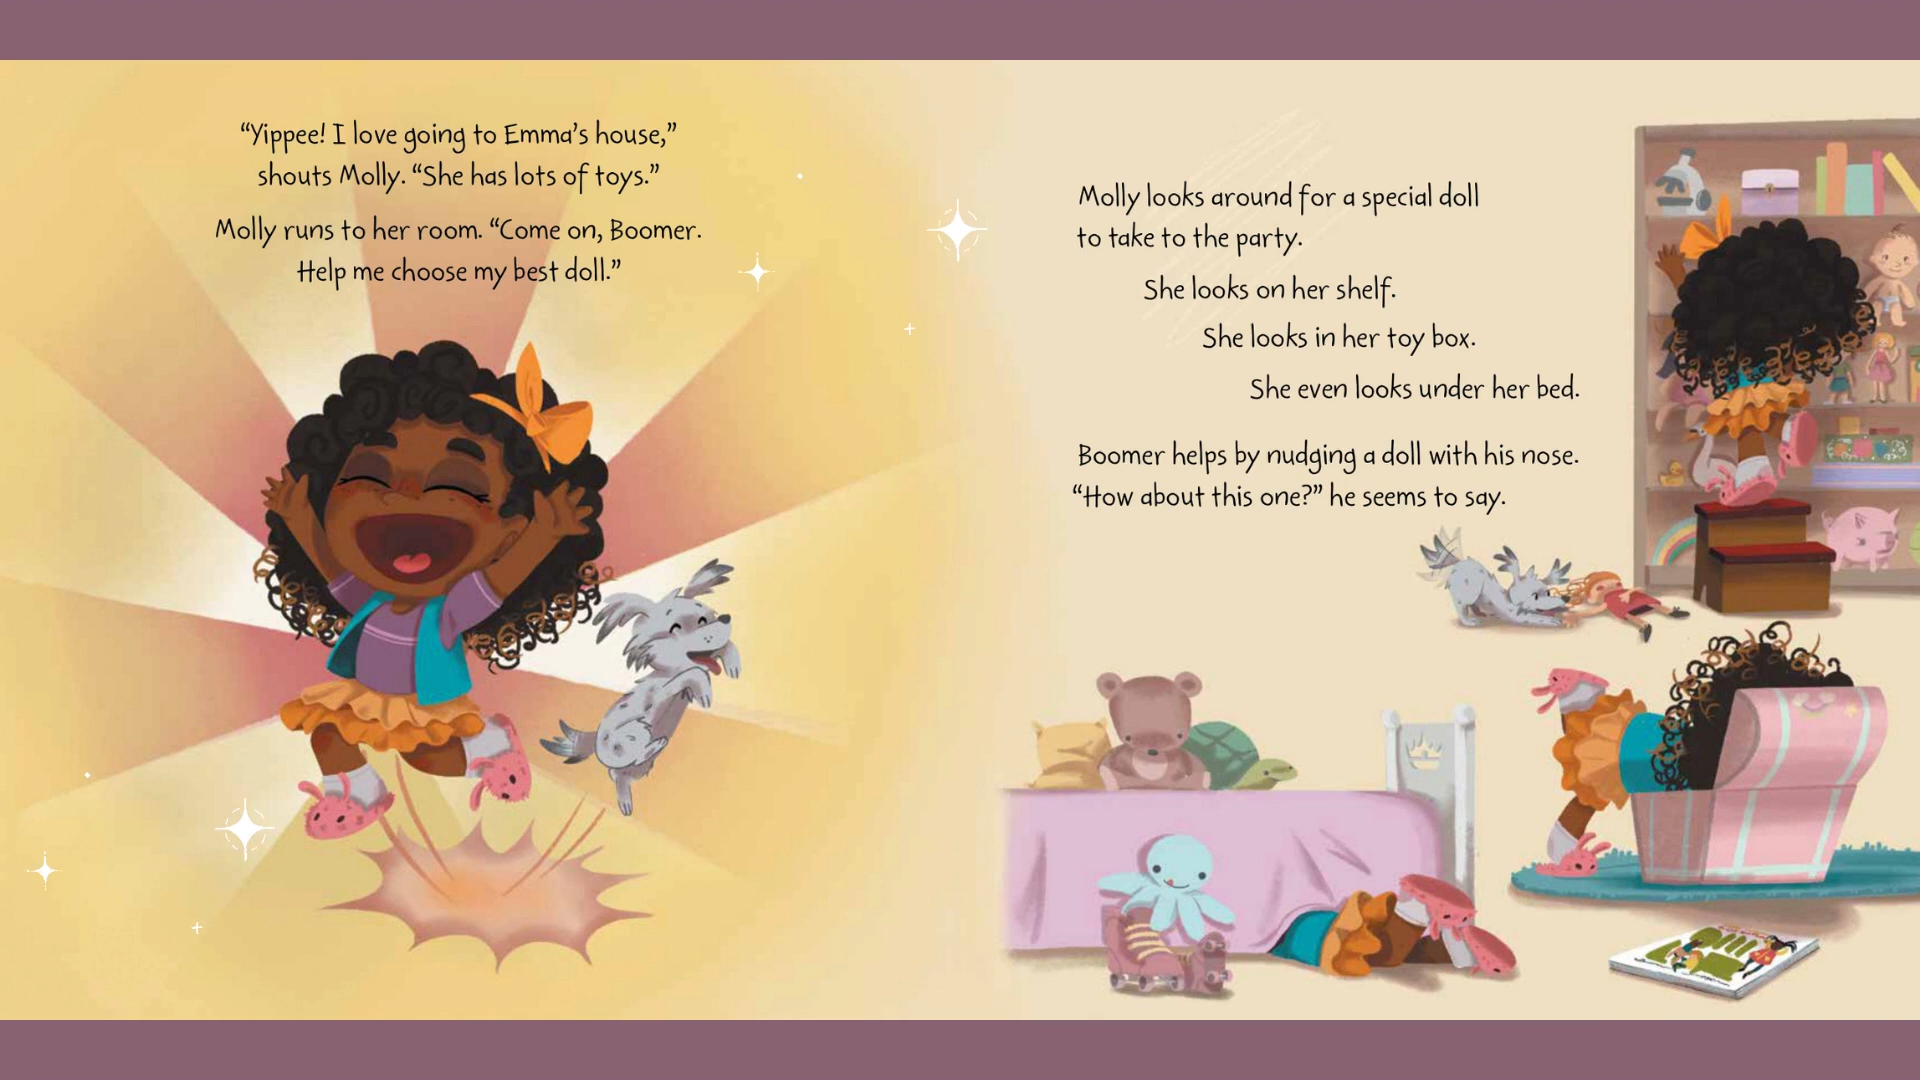 “Yippee! I love going to Emma’s house,”
shouts Molly. “She has lots of toys.”
Molly runs to her room. “Come on, Boomer.
Help me choose my best doll.”
Molly looks around for a special doll
to take to the party.
She looks on her shelf.
She looks in her toy box.
She even looks under her bed.
Boomer helps by nudging a doll with his nose.
“How about this one?” he seems to say.